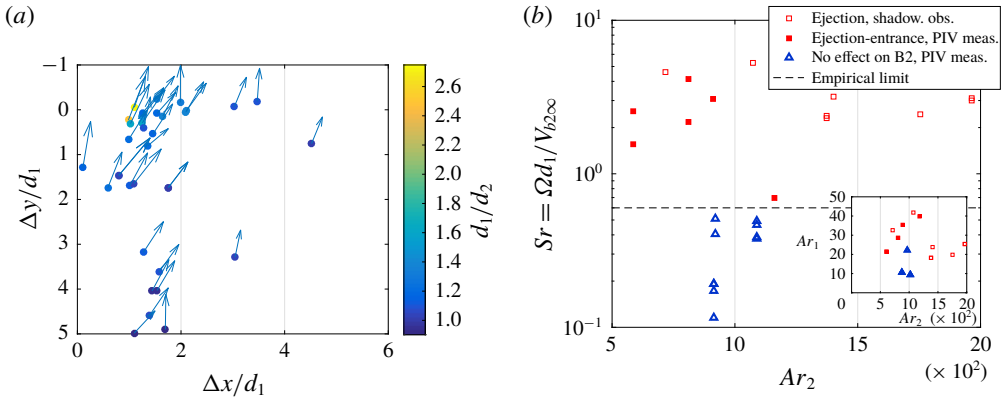 (a)
−1
0
1
2
3
4
5
Δy/d1
0
2
4
6
Δx/d1
2.6
2.4
2.2
2.0
1.8
1.6
1.4
1.2
1.0
d1/d2
(b)
10^1
10^0
10^−1
Sr = Ωd1/Vb2∞
Ejection, shadow. obs.
Ejection-entrance, PIV meas.
No effect on B2, PIV meas.
Empirical limit
50
40
30
20
10
0
Ar1
5
10
15
20
Ar2 (× 10^2)
5
10
15
20
Ar2
(× 10^2)